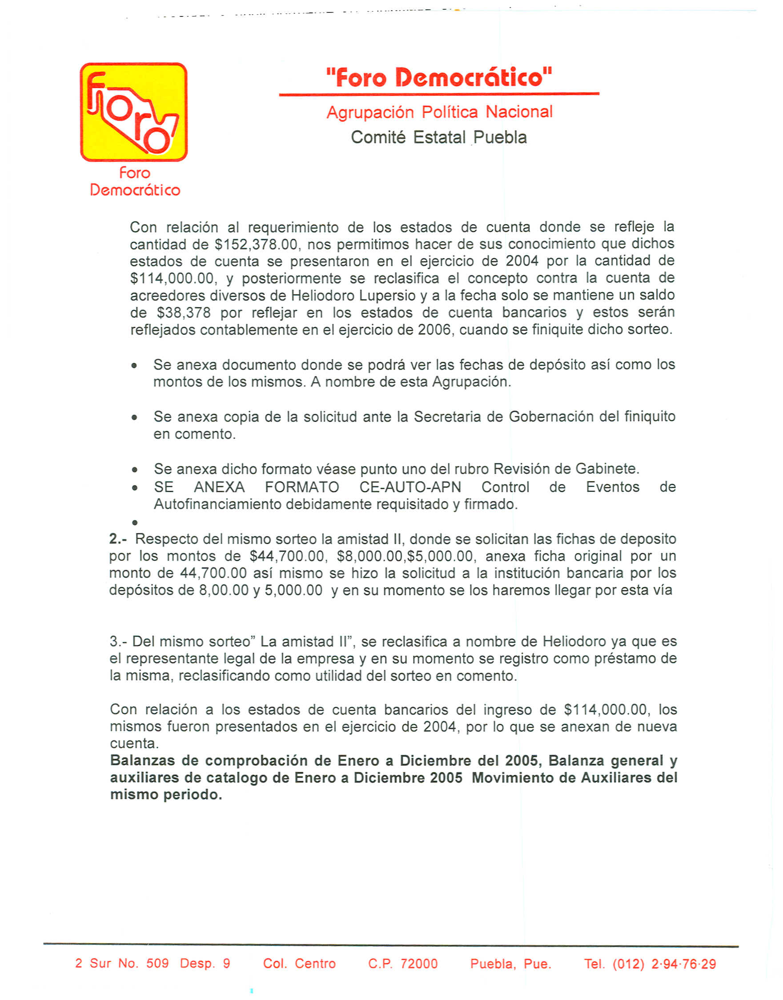 Foro
Foro
Democrático
"Foro Democrático"
Agrupación Política Nacional
Comité Estatal Puebla
Con relación al requerimiento de los estados de cuenta donde se refleje la
cantidad de $152,378.00, nos permitimos hacer de sus conocimiento que dichos
estados de cuenta se presentaron en el ejercicio de 2004 por la cantidad de
$114,000.00, y posteriormente se reclasifica el concepto contra la cuenta de
acreedores diversos de Heliodoro Lupersio y a la fecha solo se mantiene un saldo
de $38,378 por reflejar en los estados de cuenta bancarios y estos serán
reflejados contablemente en el ejercicio de 2006, cuando se finiquite dicho sorteo.
• Se anexa documento donde se podrá ver las fechas de depósito así como los
montos de los mismos. A nombre de esta Agrupación.
• Se anexa copia de la solicitud ante la Secretaria de Gobernación del finiquito
en comento.
• Se anexa dicho formato véase punto uno del rubro Revisión de Gabinete.
• SE ANEXA FORMATO CE-AUTO-APN Control de Eventos de
Autofinanciamiento debidamente requisitado y firmado.
•
2.- Respecto del mismo sorteo la amistad II, donde se solicitan las fichas de deposito
por los montos de $44,700.00, $8,000.00,$5,000.00, anexa ficha original por un
monto de 44,700.00 así mismo se hizo la solicitud a la institución bancaria por los
depósitos de 8,00.00 y 5,000.00 y en su momento se los haremos llegar por esta vía
3.- Del mismo sorteo” La amistad II”, se reclasifica a nombre de Heliodoro ya que es
el representante legal de la empresa y en su momento se registro como préstamo de
la misma, reclasificando como utilidad del sorteo en comento.
Con relación a los estados de cuenta bancarios del ingreso de $114,000.00, los
mismos fueron presentados en el ejercicio de 2004, por lo que se anexan de nueva
cuenta.
Balanzas de comprobación de Enero a Diciembre del 2005, Balanza general y
auxiliares de catalogo de Enero a Diciembre 2005 Movimiento de Auxiliares del
mismo periodo.
2 Sur No. 509 Desp. 9 Col. Centro C.P. 72000 Puebla, Pue. Tel. (012) 2·94·76·29